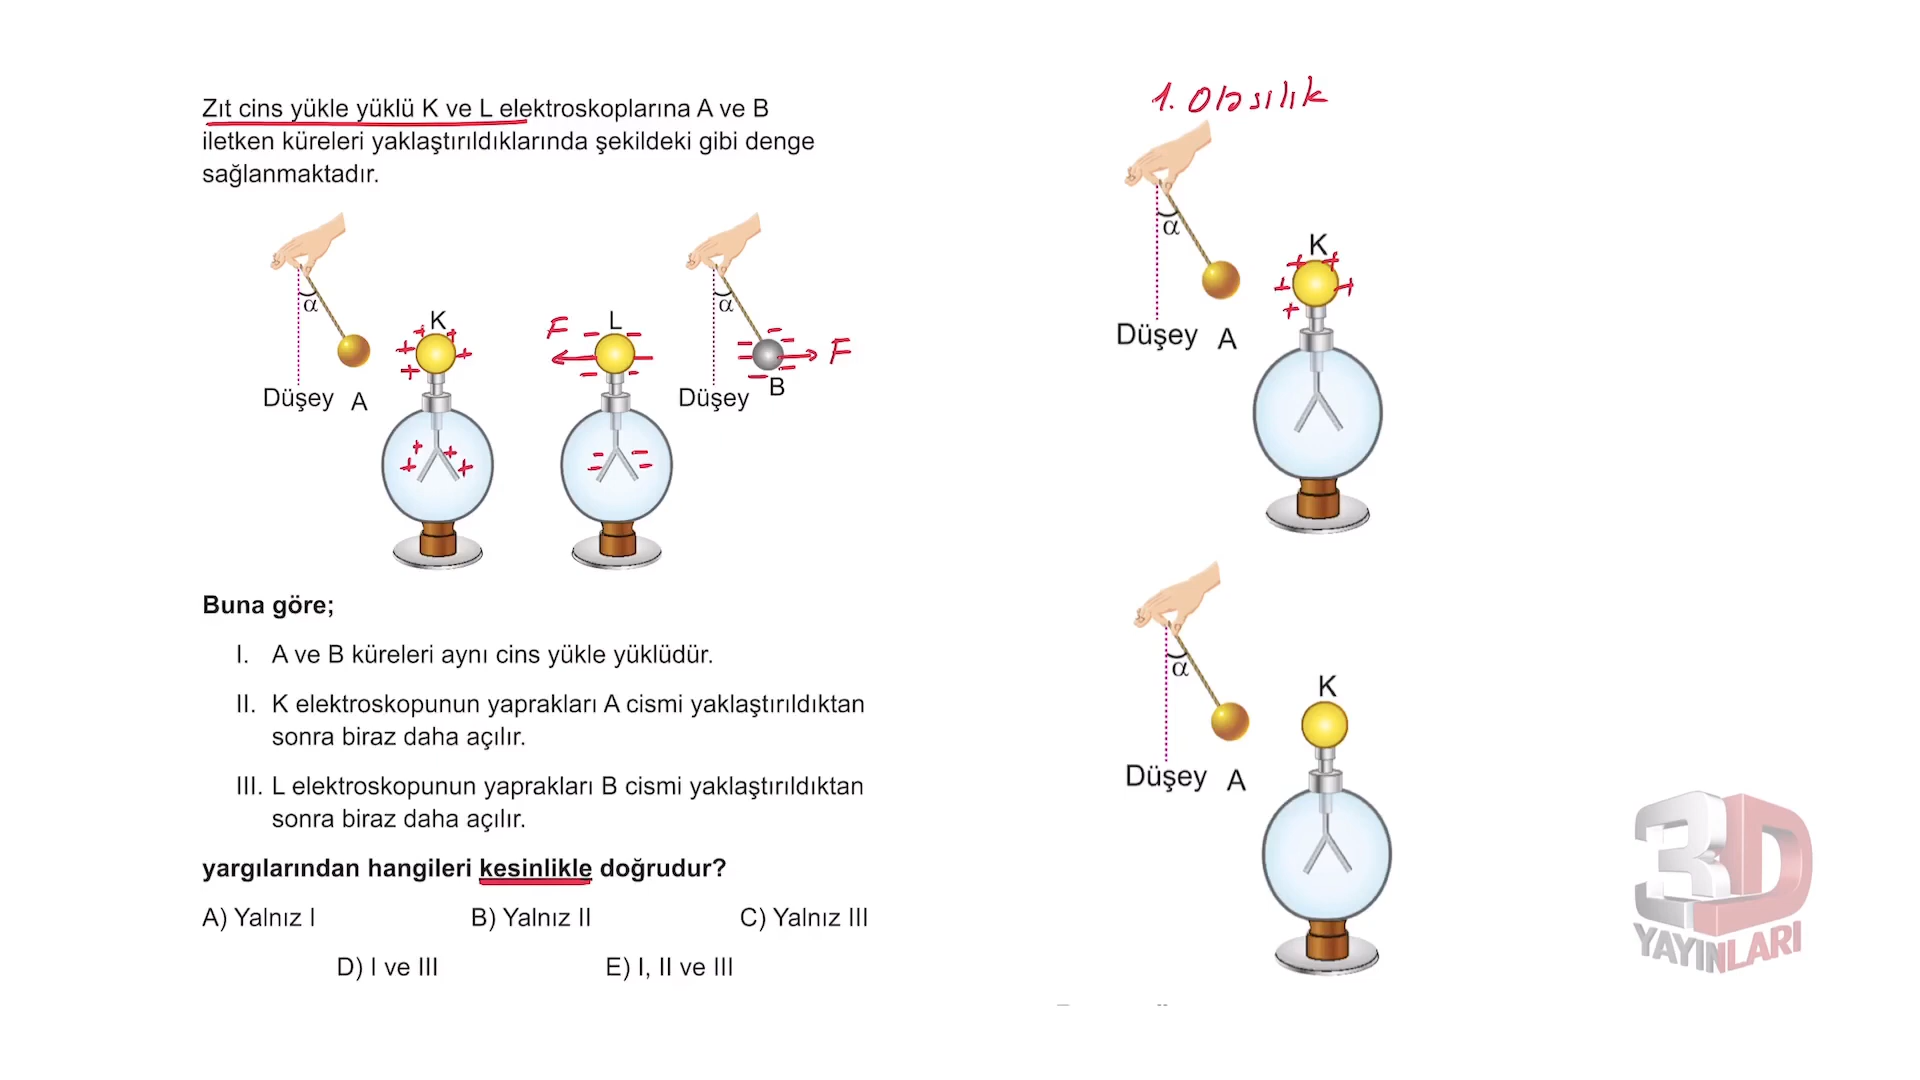 Zıt cins yükle yüklü K ve L elektroskoplarına A ve B
iletken küreleri yaklaştırıldıklarında şekildeki gibi denge
sağlanmaktadır.
α
K
+ + + + +
Düşey A
+ + + +
F
L
α
F
Düşey B
Buna göre;
I. A ve B küreleri aynı cins yükle yüklüdür.
II. K elektroskopunun yaprakları A cismi yaklaştırıldıktan
sonra biraz daha açılır.
III. L elektroskopunun yaprakları B cismi yaklaştırıldıktan
sonra biraz daha açılır.
yargılarından hangileri kesinlikle doğrudur?
A) Yalnız I B) Yalnız II C) Yalnız III
D) I ve III E) I, II ve III
1. Olasılık
α
K
+ + + + +
Düşey A
α
K
Düşey A
3D
YAYINLARI